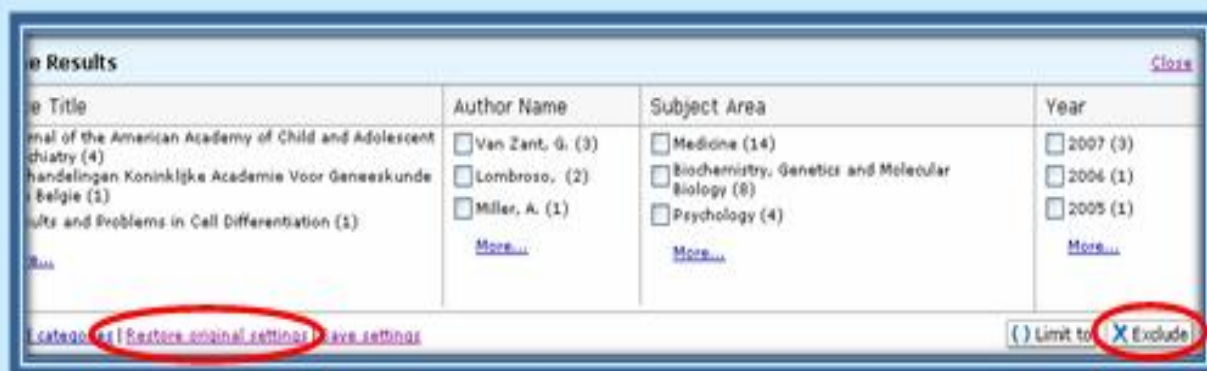 e Results
Close
e Title
Author Name
Subject Area
Year
rnal of the American Academy of Child and Adolescent
chiatry (4)
handelingen Koninklijke Academie Voor Geneeskunde
Belgie (1)
ults and Problems in Cell Differentiation (1)
e...
Van Zant, G. (3)
Lombroso, (2)
Miller, A. (1)
More...
Medicine (14)
Biochemistry, Genetics and Molecular
Biology (8)
Psychology (4)
More...
2007 (3)
2006 (1)
2005 (1)
More...
categories | Restore original settings | Save settings
() Limit to
X Exclude